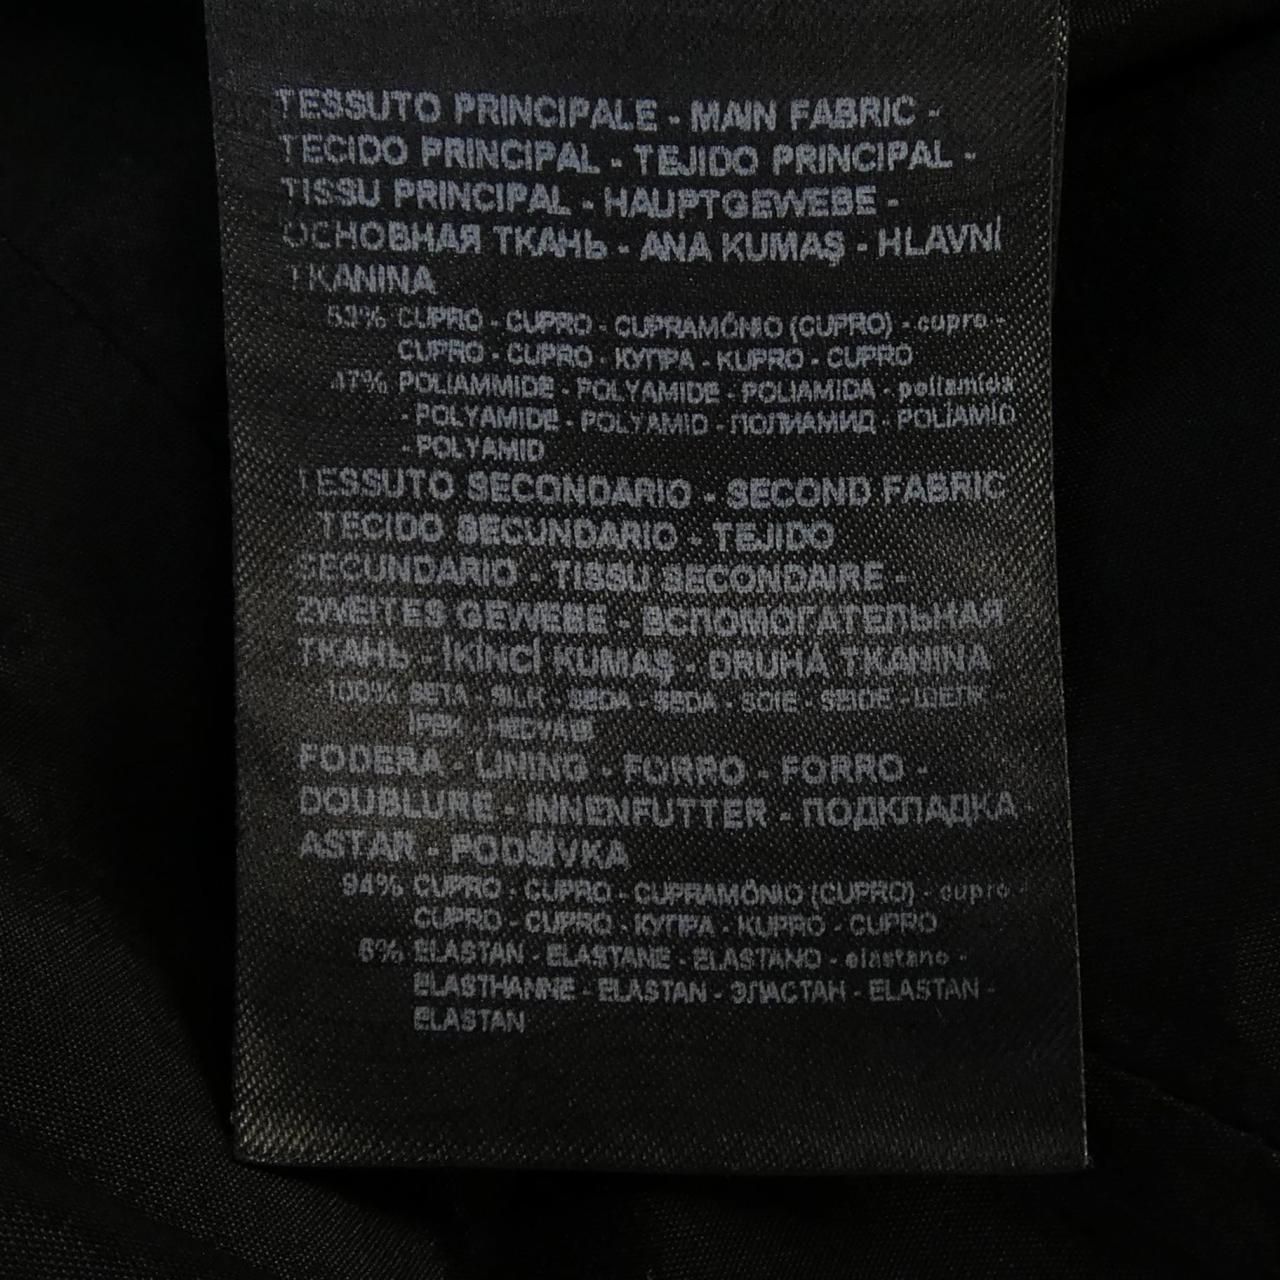 TESSUTO PRINCIPALE - MAIN FABRIC -
TECIDO PRINCIPAL - TEJIDO PRINCIPAL -
TISSU PRINCIPAL - HAUPTGEWEBE -
ОСНОВНАЯ ТКАНЬ - ANA KUMAŞ - HLAVNÍ
TKANINA
53% CUPRO - CUPRO - CUPRAMÔNIO (CUPRO) - cupro -
CUPRO - CUPRO - КУПРА - KUPRO - CUPRO
47% POLIAMMIDE - POLYAMIDE - POLIAMIDA - poliamida
- POLYAMIDE - POLYAMID - ПОЛИАМИД - POLİAMİD
- POLYAMID
TESSUTO SECONDARIO - SECOND FABRIC
TECIDO SECUNDARIO - TEJIDO
SECUNDARIO - TISSU SECONDAIRE -
ZWEITES GEWEBE - ВСПОМОГАТЕЛЬНАЯ
ТКАНЬ - İKİNCİ KUMAŞ - DRUHÁ TKANINA
100% SETA - SILK - SEDA - SEDA - SOIE - SEIDE - ШЕЛК -
İPEK - HEDVÁBÍ
FODERA - LINING - FORRO - FORRO -
DOUBLURE - INNENFUTTER - ПОДКЛАДКА -
ASTAR - PODŠÍVKA
94% CUPRO - CUPRO - CUPRAMÔNIO (CUPRO) - cupro -
CUPRO - CUPRO - КУПРА - KUPRO - CUPRO
6% ELASTAN - ELASTANE - ELASTANO - elastano -
ELASTHANNE - ELASTAN - ЭЛАСТАН - ELASTAN -
ELASTAN